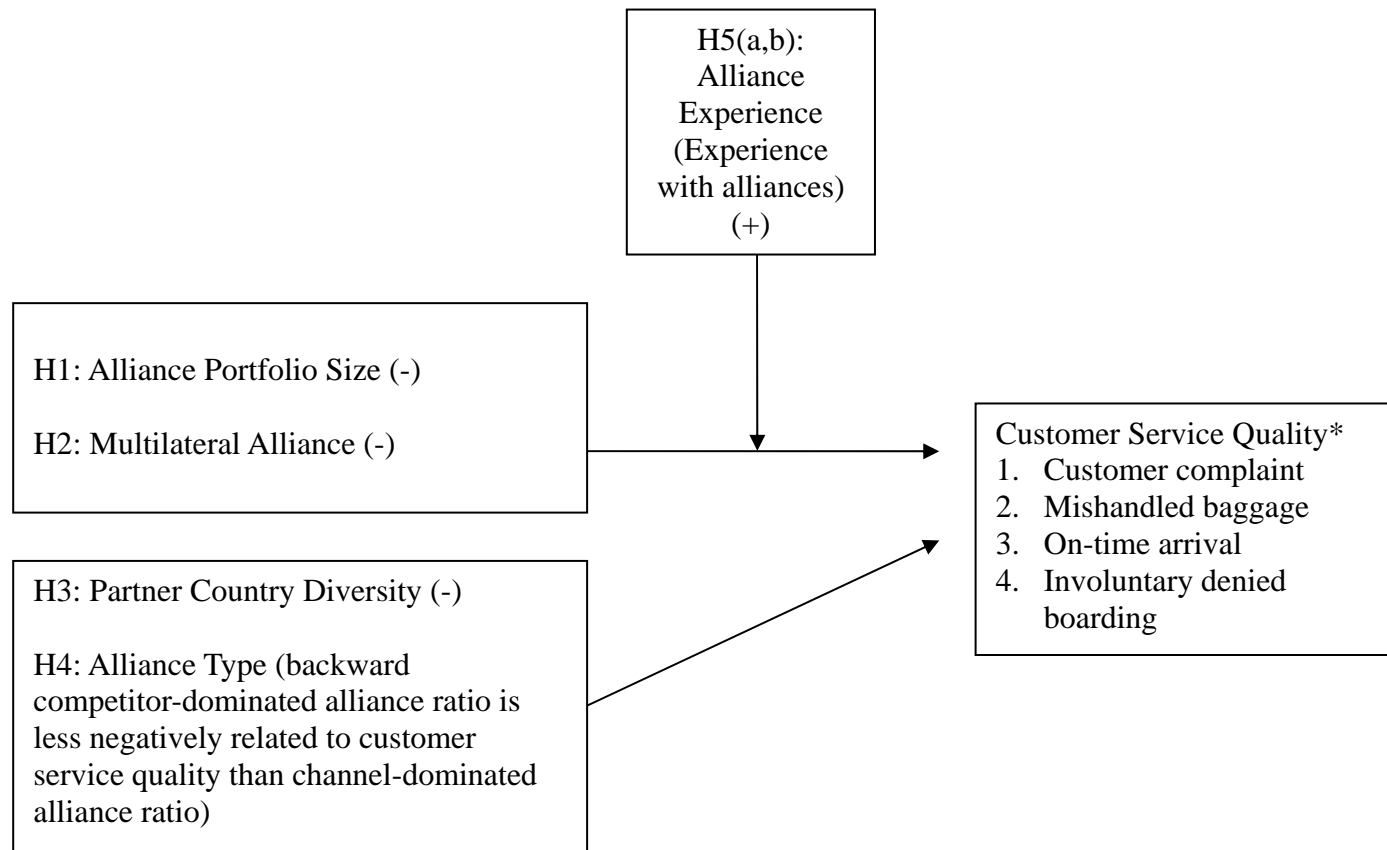 H5(a,b):
Alliance
Experience
(Experience
with alliances)
(+)
H1: Alliance Portfolio Size (-)
H2: Multilateral Alliance (-)
H3: Partner Country Diversity (-)
H4: Alliance Type (backward
competitor-dominated alliance ratio is
less negatively related to customer
service quality than channel-dominated
alliance ratio)
Customer Service Quality*
1. Customer complaint
2. Mishandled baggage
3. On-time arrival
4. Involuntary denied
boarding